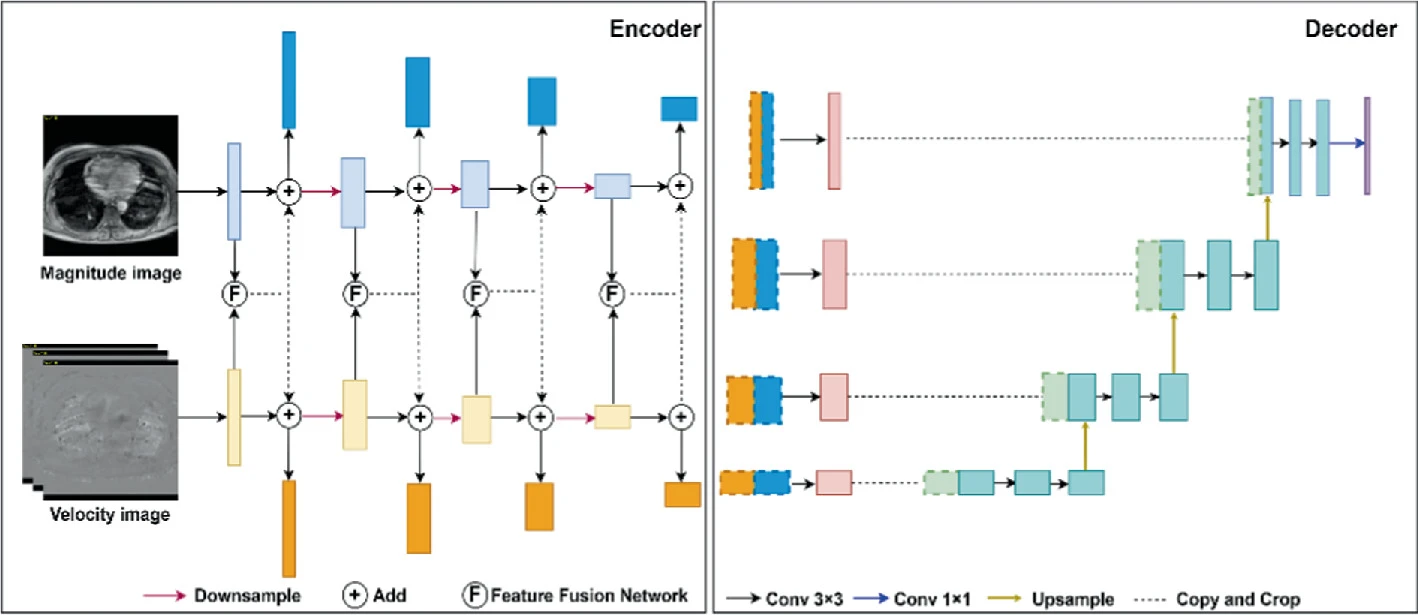 Encoder
Decoder
Magnitude image
F F F F
Velocity image
Downsample
Add
F Feature Fusion Network
Conv 3×3
Conv 1×1
Upsample
Copy and Crop